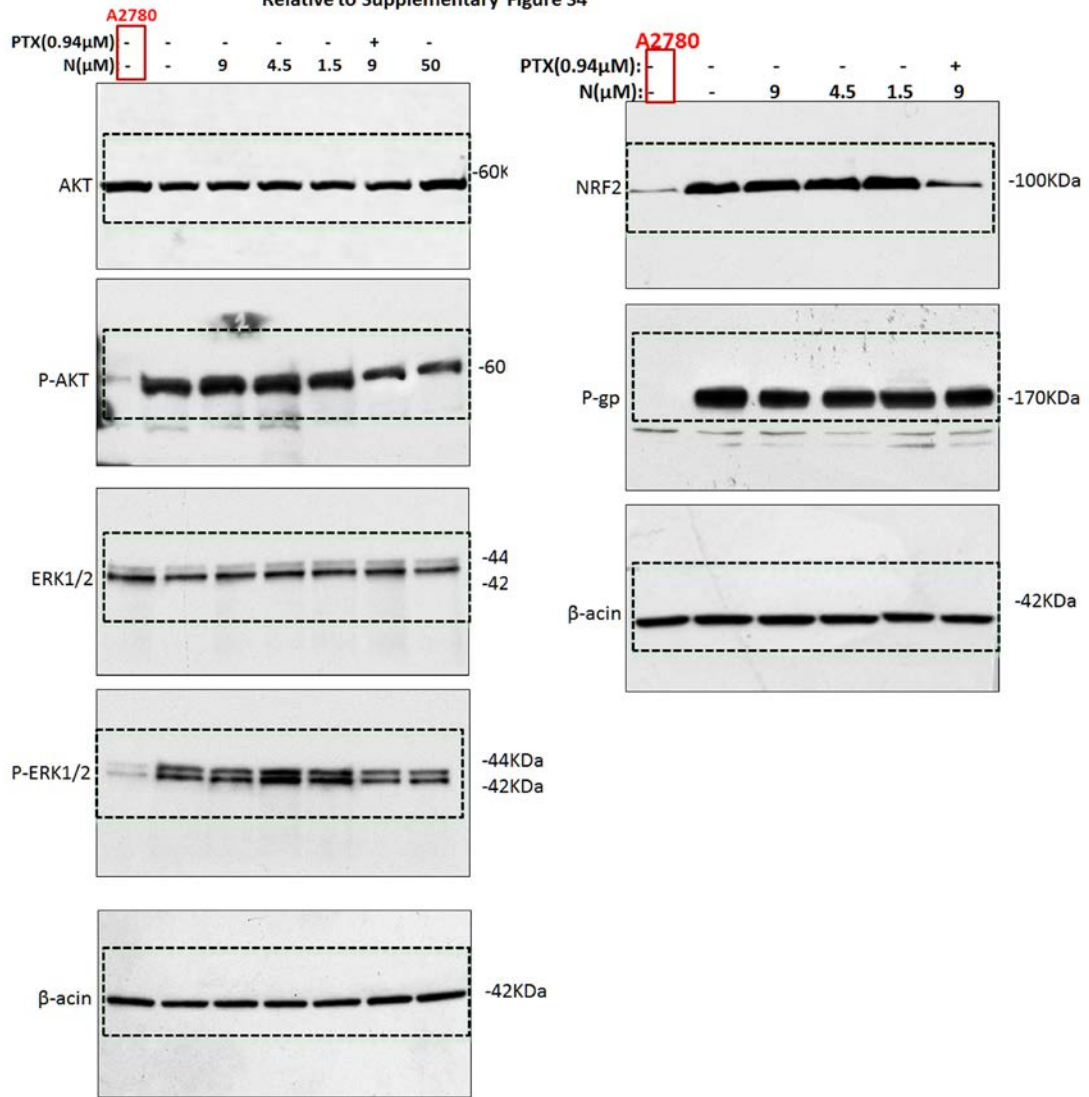 Relative to Supplementary Figure S4
A2780
PTX(0.94μM) - - - - - + -
N(μM) - - 9 4.5 1.5 9 50
AKT
-60K
P-AKT
-60
ERK1/2
-44
-42
P-ERK1/2
-44KDa
-42KDa
β-acin
-42KDa
A2780
PTX(0.94μM): - - - - - +
N(μM): - - 9 4.5 1.5 9
NRF2
-100KDa
P-gp
-170KDa
β-acin
-42KDa